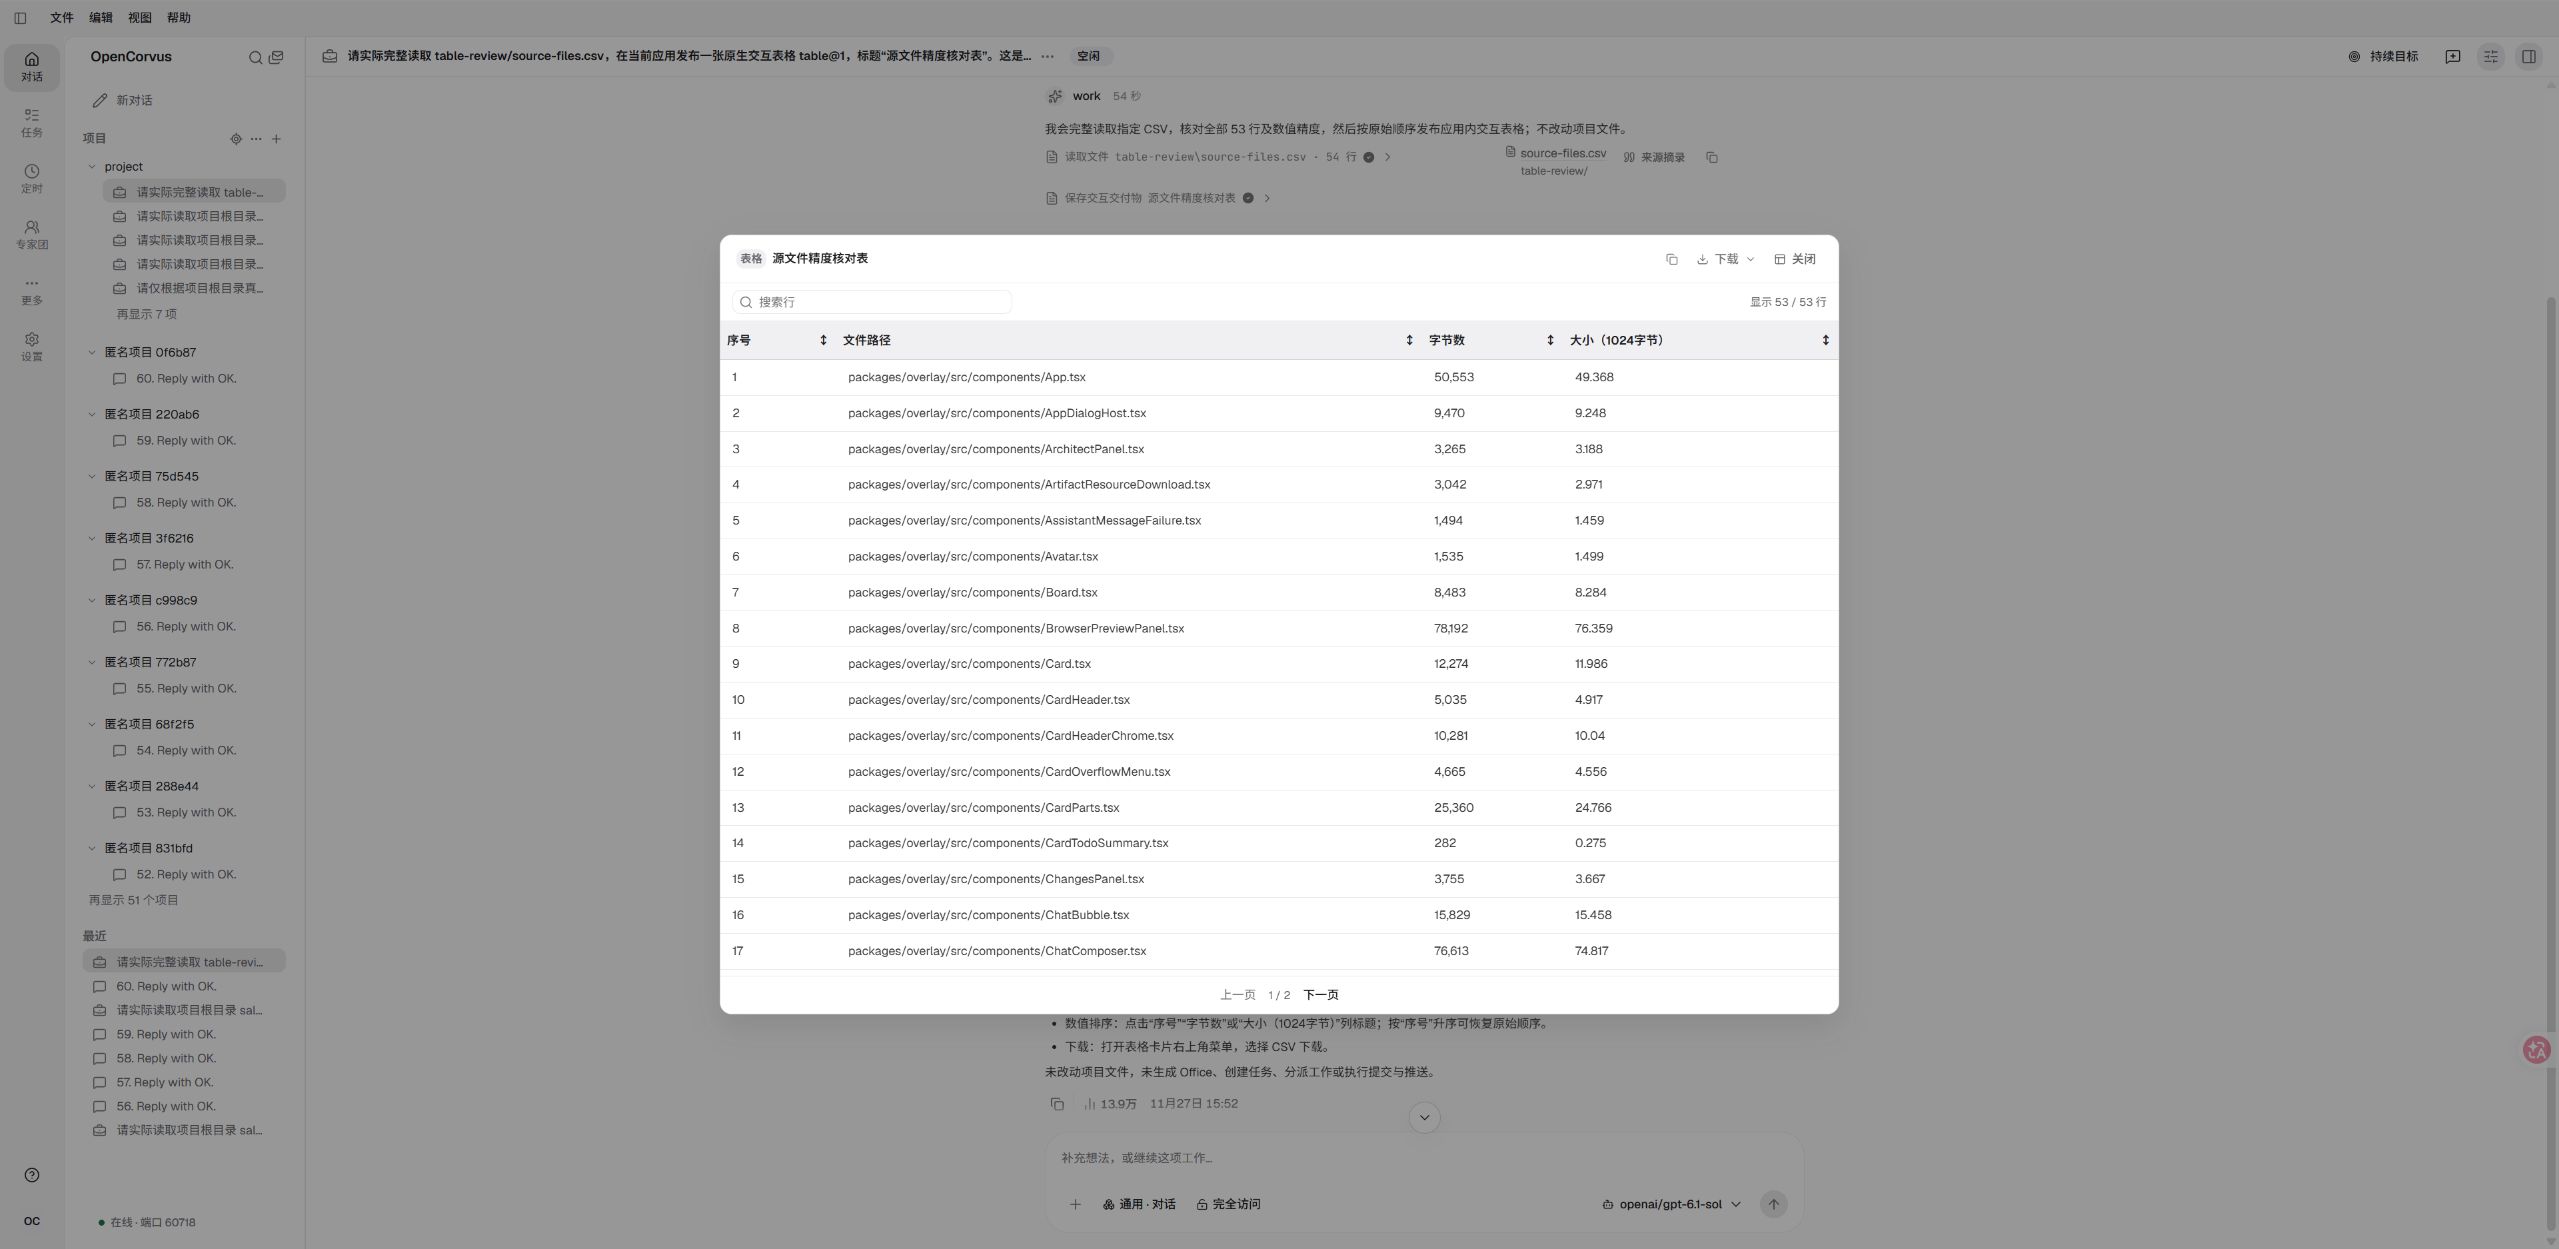 文件 编辑 视图 帮助
对话
任务
定时
专家团
更多
设置
OC
OpenCorvus
新对话
项目
project
请实际完整读取 table-...
请实际读取项目根目录...
请实际读取项目根目录...
请实际读取项目根目录...
请仅根据项目根目录真...
再显示 7 项
匿名项目 0f6b87
60. Reply with OK.
匿名项目 220ab6
59. Reply with OK.
匿名项目 75d545
58. Reply with OK.
匿名项目 3f6216
57. Reply with OK.
匿名项目 c998c9
56. Reply with OK.
匿名项目 772b87
55. Reply with OK.
匿名项目 68f2f5
54. Reply with OK.
匿名项目 288e44
53. Reply with OK.
匿名项目 831bfd
52. Reply with OK.
再显示 51 个项目
最近
请实际完整读取 table-revi...
60. Reply with OK.
请实际读取项目根目录 sal...
59. Reply with OK.
58. Reply with OK.
57. Reply with OK.
56. Reply with OK.
请实际读取项目根目录 sal...
在线 · 端口 60718
请实际完整读取 table-review/source-files.csv，在当前应用发布一张原生交互表格 table@1，标题“源文件精度核对表”。这是... ··· 空闲
持续目标
work 54 秒
我会完整读取指定 CSV，核对全部 53 行及数值精度，然后按原始顺序发布应用内交互表格；不改动项目文件。
读取文件 table-review\source-files.csv · 54 行
source-files.csv
table-review/
来源摘录
保存交互交付物 源文件精度核对表
表格 源文件精度核对表
下载 关闭
搜索行
显示 53 / 53 行
序号 文件路径 字节数 大小（1024字节）
1 packages/overlay/src/components/App.tsx 50,553 49.368
2 packages/overlay/src/components/AppDialogHost.tsx 9,470 9.248
3 packages/overlay/src/components/ArchitectPanel.tsx 3,265 3.188
4 packages/overlay/src/components/ArtifactResourceDownload.tsx 3,042 2.971
5 packages/overlay/src/components/AssistantMessageFailure.tsx 1,494 1.459
6 packages/overlay/src/components/Avatar.tsx 1,535 1.499
7 packages/overlay/src/components/Board.tsx 8,483 8.284
8 packages/overlay/src/components/BrowserPreviewPanel.tsx 78,192 76.359
9 packages/overlay/src/components/Card.tsx 12,274 11.986
10 packages/overlay/src/components/CardHeader.tsx 5,035 4.917
11 packages/overlay/src/components/CardHeaderChrome.tsx 10,281 10.04
12 packages/overlay/src/components/CardOverflowMenu.tsx 4,665 4.556
13 packages/overlay/src/components/CardParts.tsx 25,360 24.766
14 packages/overlay/src/components/CardTodoSummary.tsx 282 0.275
15 packages/overlay/src/components/ChangesPanel.tsx 3,755 3.667
16 packages/overlay/src/components/ChatBubble.tsx 15,829 15.458
17 packages/overlay/src/components/ChatComposer.tsx 76,613 74.817
上一页 1 / 2 下一页
• 数值排序：点击“序号”“字节数”或“大小（1024字节）”列标题；按“序号”升序可恢复原始顺序。
• 下载：打开表格卡片右上角菜单，选择 CSV 下载。
未改动项目文件，未生成 Office、创建任务、分派工作或执行提交与推送。
13.9万 11月27日 15:52
补充想法，或继续这项工作...
通用 · 对话 完全访问
openai/gpt-6.1-sol